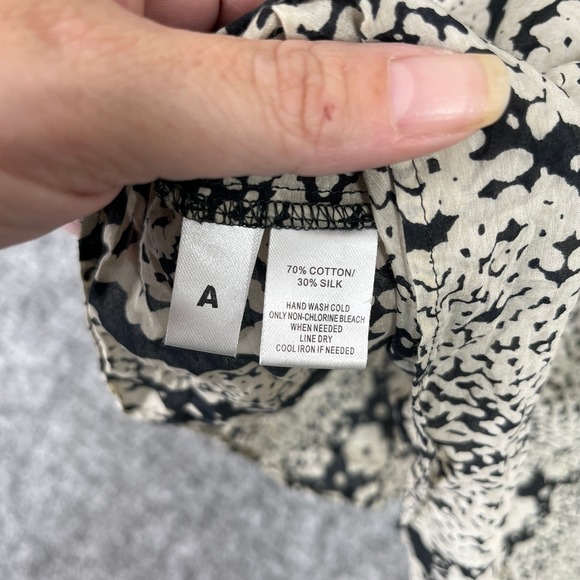 A
70% COTTON/
30% SILK
HAND WASH COLD
ONLY NON-CHLORINE BLEACH
WHEN NEEDED
LINE DRY
COOL IRON IF NEEDED